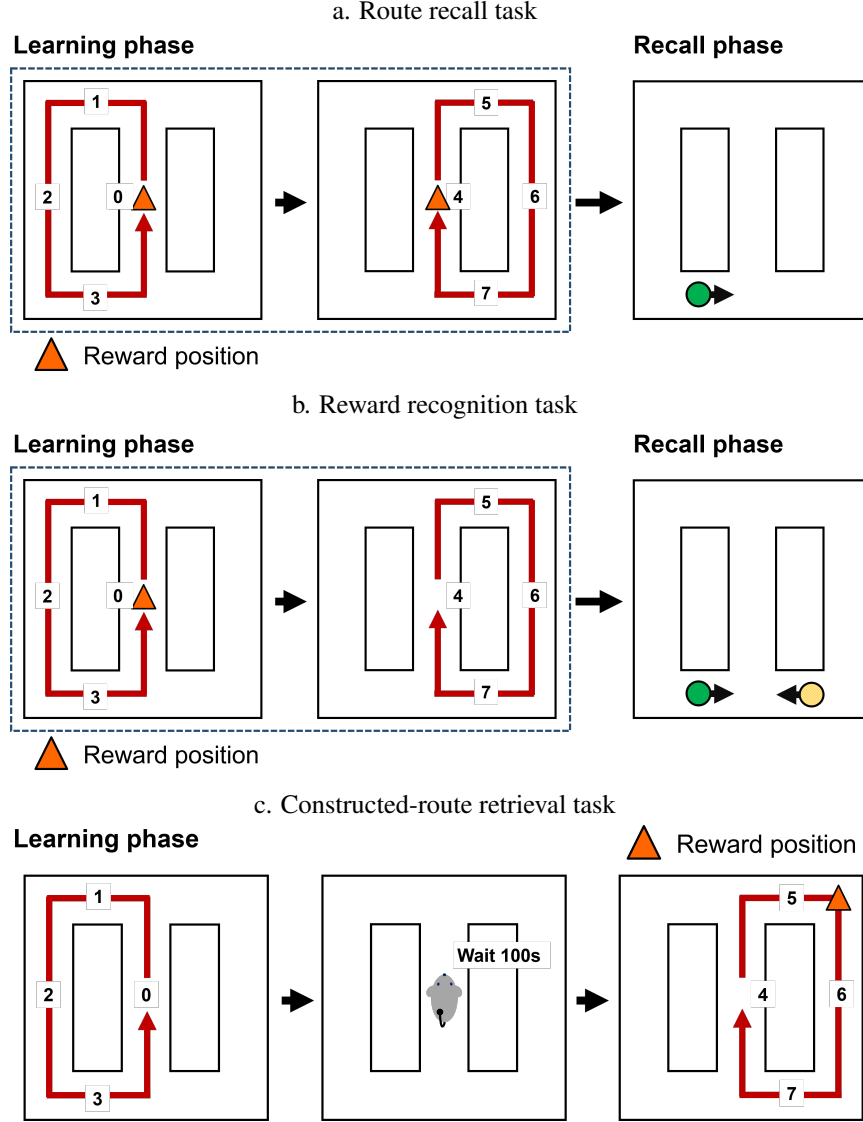 a. Route recall task
Learning phase
Recall phase
1
5
2
0
4
6
3
7
Reward position
b. Reward recognition task
Learning phase
Recall phase
1
5
2
0
4
6
3
7
Reward position
c. Constructed-route retrieval task
Learning phase
Reward position
1
5
Wait 100s
2
0
4
6
3
7